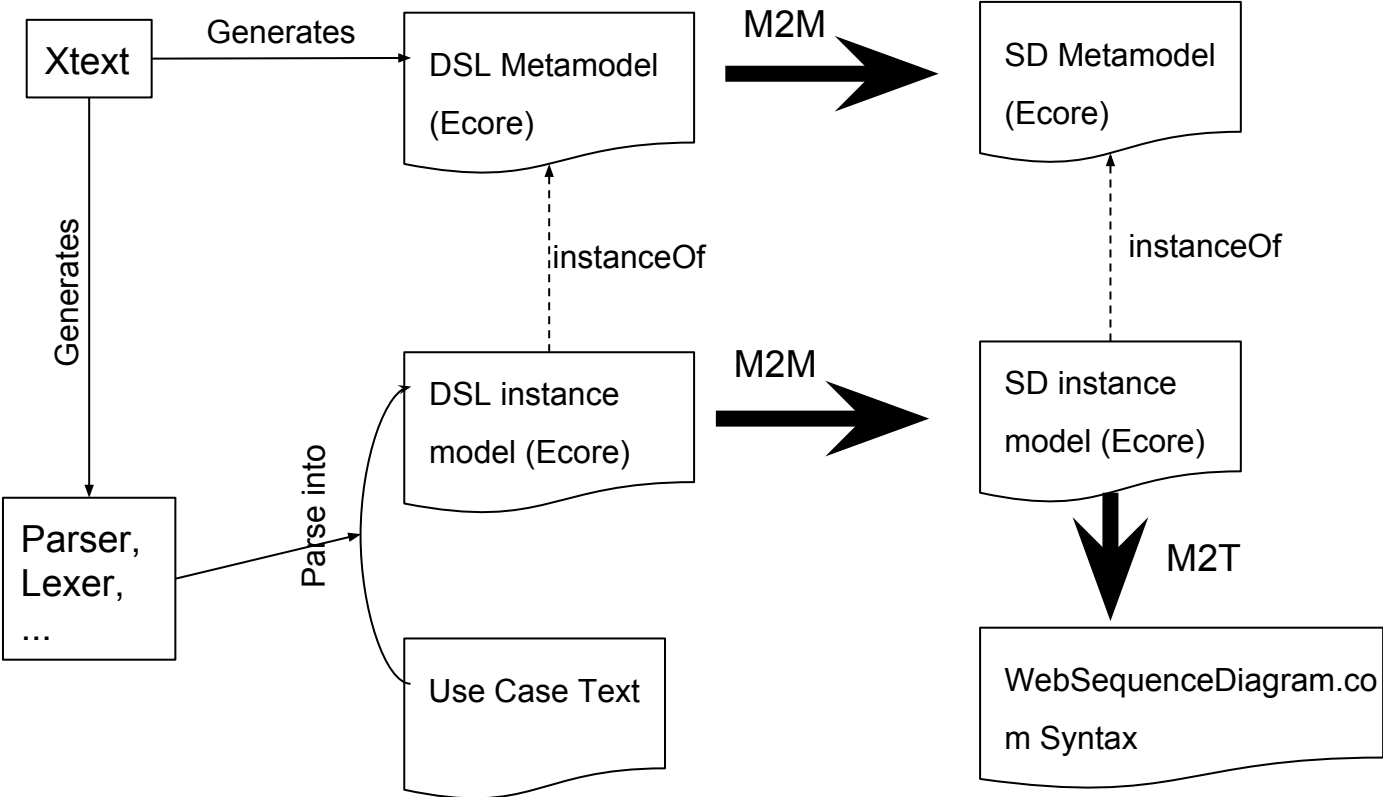 Xtext
Generates
DSL Metamodel
(Ecore)
M2M
SD Metamodel
(Ecore)
Generates
instanceOf
instanceOf
DSL instance
model (Ecore)
M2M
SD instance
model (Ecore)
Parse into
Parser,
Lexer,
...
M2T
Use Case Text
WebSequenceDiagram.co
m Syntax